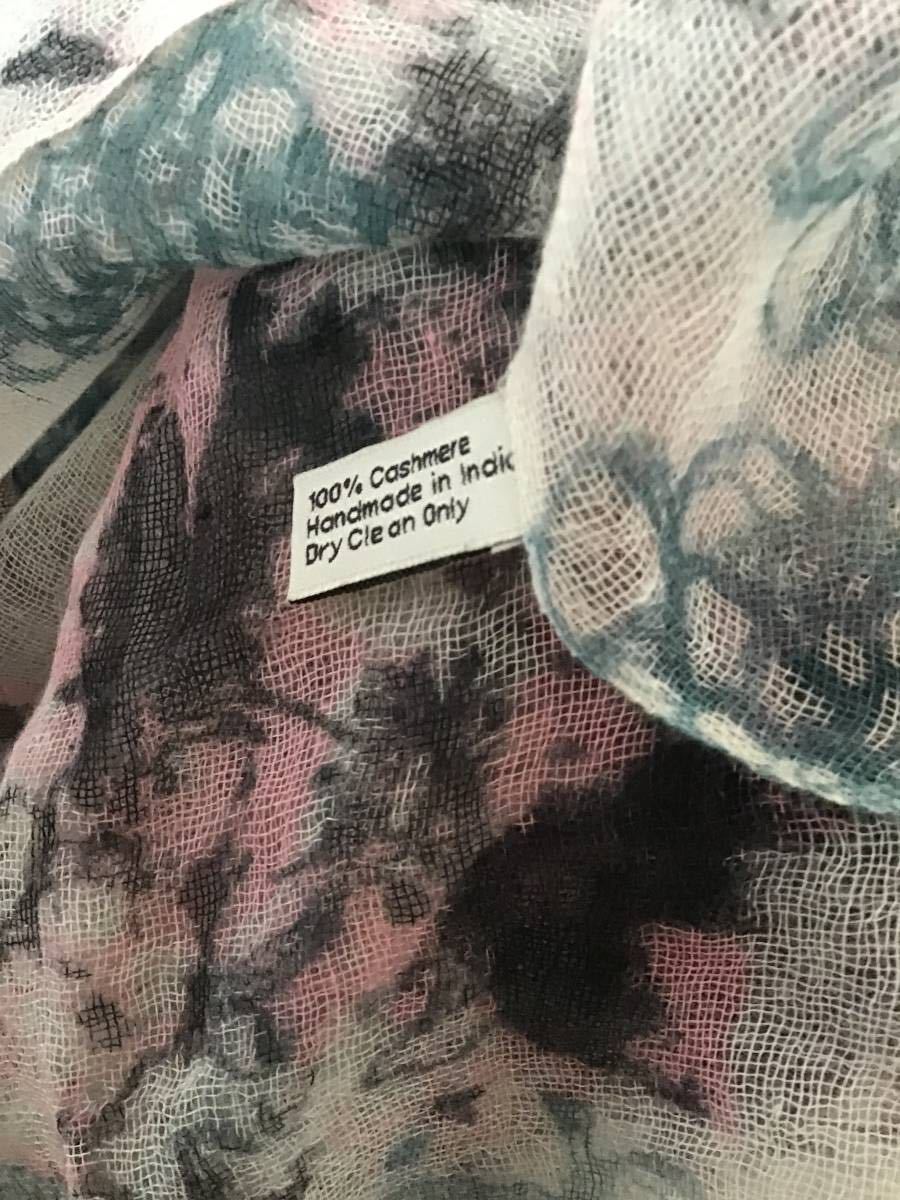 100% Cashmere
Handmade in India
Dry Clean Only